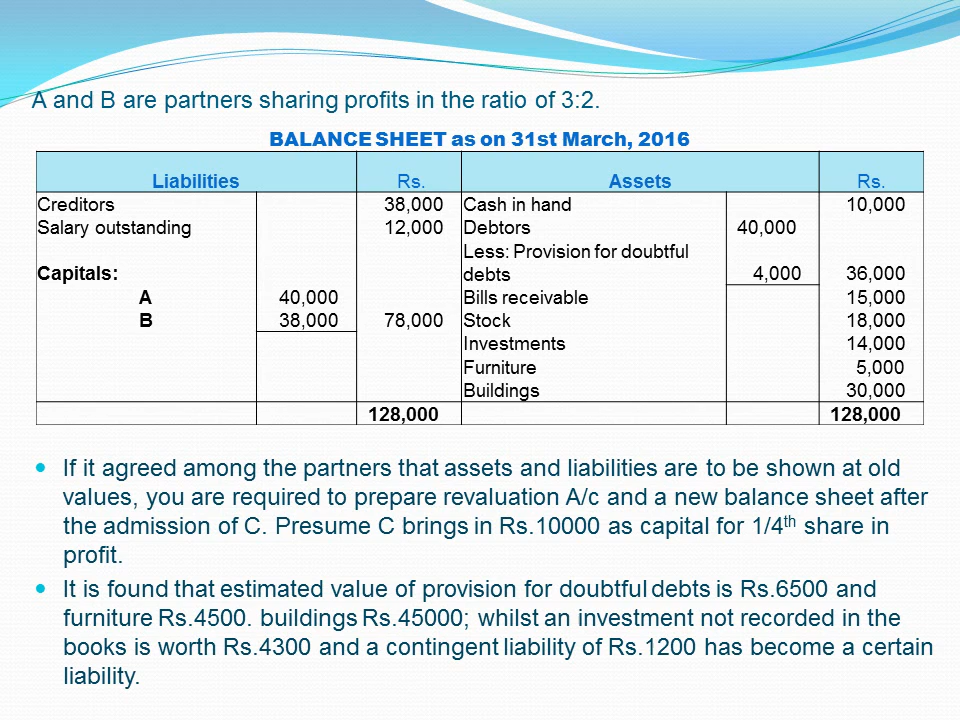 A and B are partners sharing profits in the ratio of 3:2.
BALANCE SHEET as on 31st March, 2016
Liabilities Rs. Assets Rs.
Creditors 38,000 Cash in hand 10,000
Salary outstanding 12,000 Debtors 40,000
Less: Provision for doubtful
Capitals: debts 4,000 36,000
A 40,000 Bills receivable 15,000
B 38,000 78,000 Stock 18,000
Investments 14,000
Furniture 5,000
Buildings 30,000
128,000 128,000
• If it agreed among the partners that assets and liabilities are to be shown at old
values, you are required to prepare revaluation A/c and a new balance sheet after
the admission of C. Presume C brings in Rs.10000 as capital for 1/4th share in
profit.
• It is found that estimated value of provision for doubtful debts is Rs.6500 and
furniture Rs.4500. buildings Rs.45000; whilst an investment not recorded in the
books is worth Rs.4300 and a contingent liability of Rs.1200 has become a certain
liability.